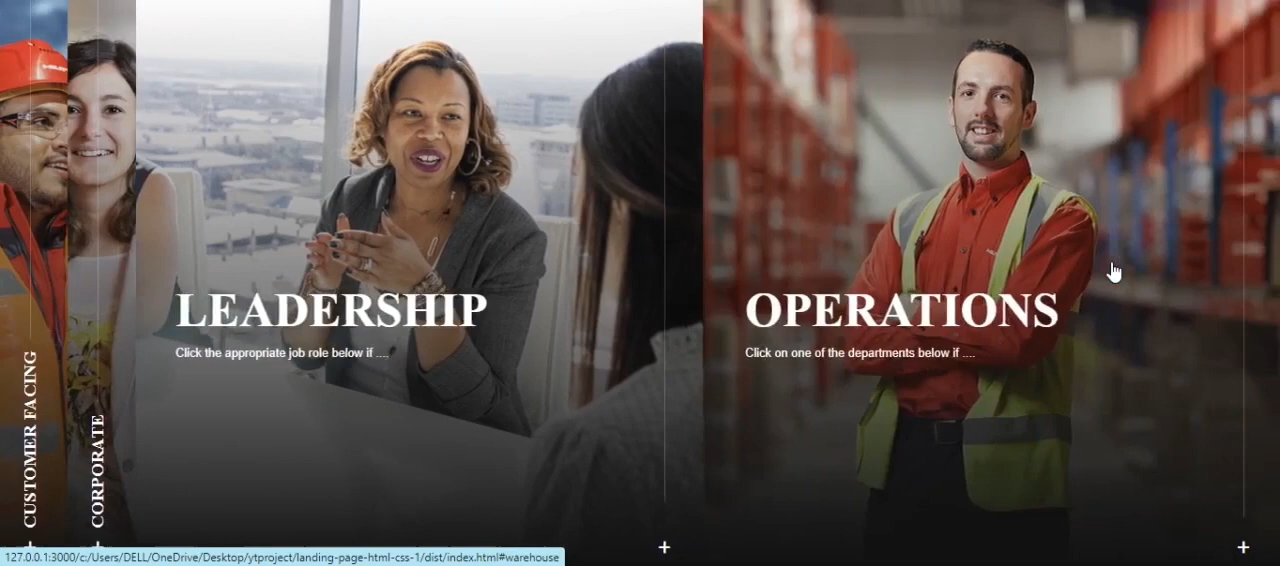 CUSTOMER FACING
CORPORATE
LEADERSHIP
Click the appropriate job role below if ....
OPERATIONS
Click on one of the departments below if ....
+
+
127.0.0.1:3000/c:/Users/DELL/OneDrive/Desktop/ytproject/landing-page-html-css-1/dist/index.html#warehouse